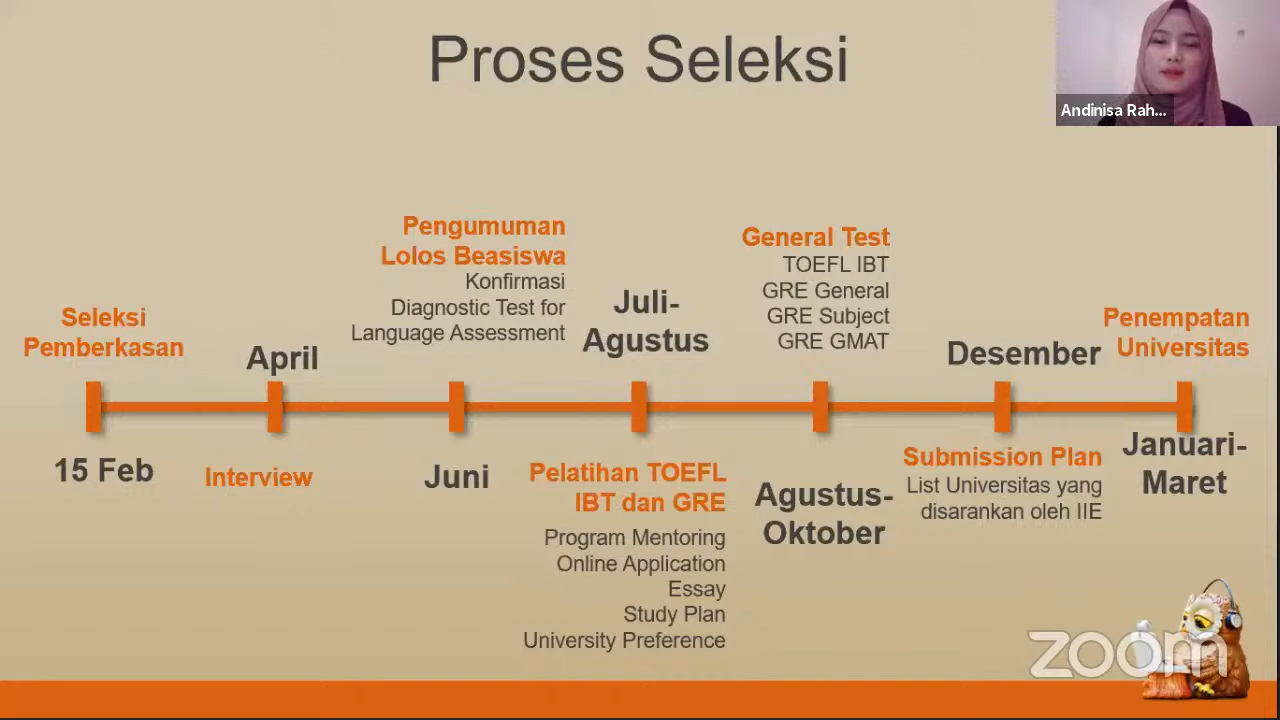 Proses Seleksi
Andinisa Rah...
Seleksi
Pemberkasan
15 Feb
April
Interview
Pengumuman
Lolos Beasiswa
Konfirmasi
Diagnostic Test for
Language Assessment
Juni
Juli-
Agustus
Pelatihan TOEFL
IBT dan GRE
Program Mentoring
Online Application
Essay
Study Plan
University Preference
General Test
TOEFL IBT
GRE General
GRE Subject
GRE GMAT
Agustus-
Oktober
Desember
Submission Plan
List Universitas yang
disarankan oleh IIE
Penempatan
Universitas
Januari-
Maret
zoom